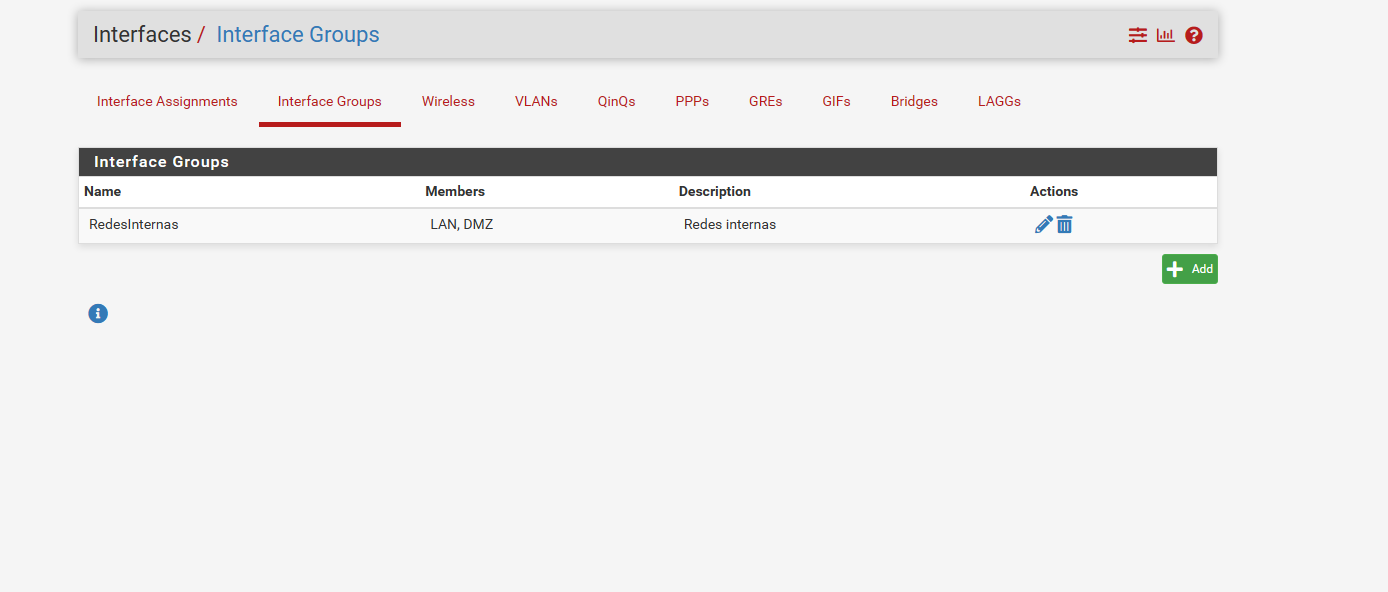 Interfaces / Interface Groups
Interface Assignments Interface Groups Wireless VLANs QinQs PPPs GREs GIFs Bridges LAGGs
Interface Groups
Name Members Description Actions
RedesInternas LAN, DMZ Redes internas
Add